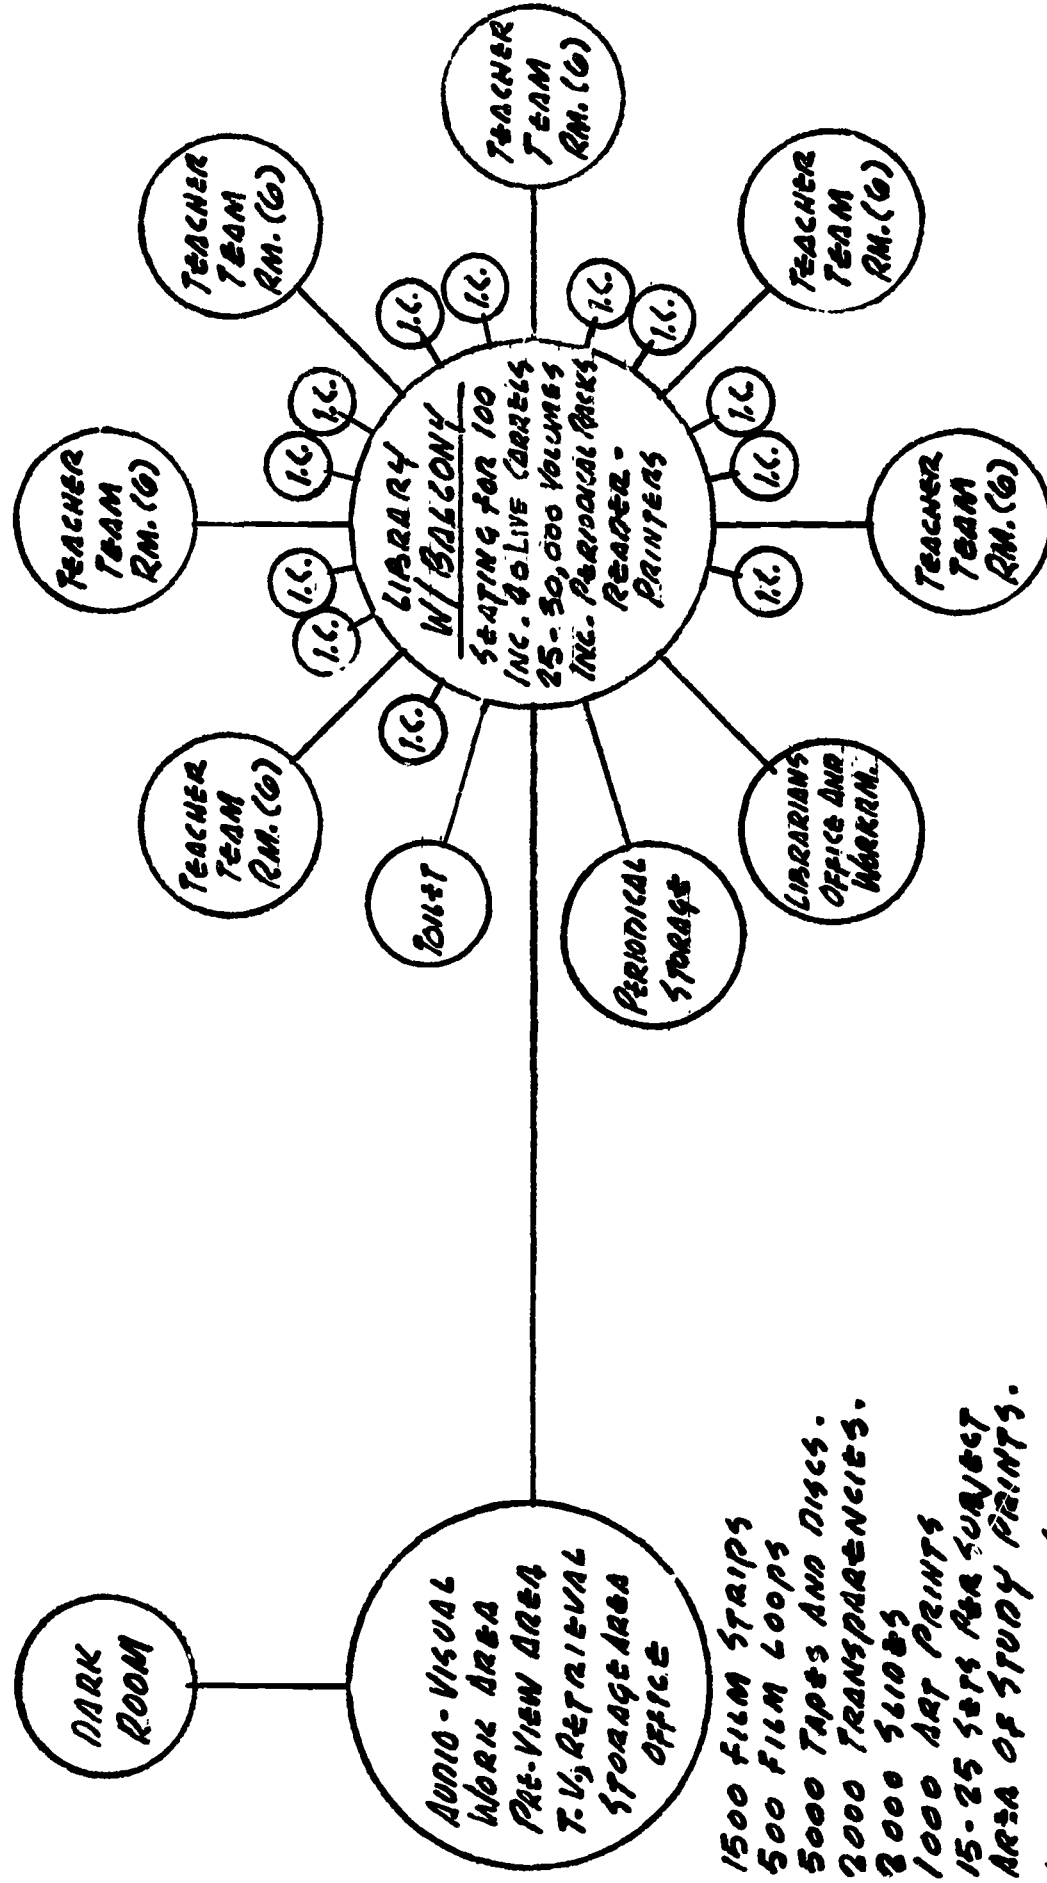 DARK
ROOM
AUDIO-VISUAL
WORK AREA
PRE-VIEW AREA
T.V. RETRIEVAL
STORAGE AREA
OFFICE
1500 FILM STRIPS
500 FILM LOOPS
5000 TAPES AND DISCS.
2000 TRANSPARENCIES.
2000 SLIDES
1000 ART PRINTS
15-25 SETS PER SUBJECT
AREA OF STUDY PRINTS.
TOILET
PERIODICAL
STORAGE
LIBRARIANS
OFFICE AND
WORKRM.
TEACHER
TEAM
RM. (6)
TEACHER
TEAM
RM. (6)
LIBRARY
W/ BALCONY
SEATING FOR 100
INC. 40 LIVE CARRELS
25-30,000 VOLUMES
INC. PERIODICAL RACKS
READER-
PRINTERS
I.C.
I.C.
I.C.
I.C.
I.C.
I.C.
I.C.
I.C.
I.C.
I.C.
I.C.
I.C.
TEACHER
TEAM
RM. (6)
TEACHER
TEAM
RM. (6)
TEACHER
TEAM
RM. (6)
TEACHER
TEAM
RM. (6)